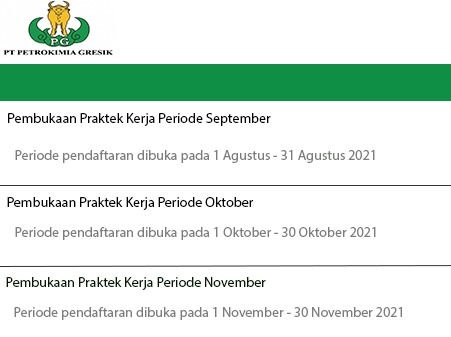 PG
PT PETROKIMIA GRESIK
Pembukaan Praktek Kerja Periode September
Periode pendaftaran dibuka pada 1 Agustus - 31 Agustus 2021
Pembukaan Praktek Kerja Periode Oktober
Periode pendaftaran dibuka pada 1 Oktober - 30 Oktober 2021
Pembukaan Praktek Kerja Periode November
Periode pendaftaran dibuka pada 1 November - 30 November 2021